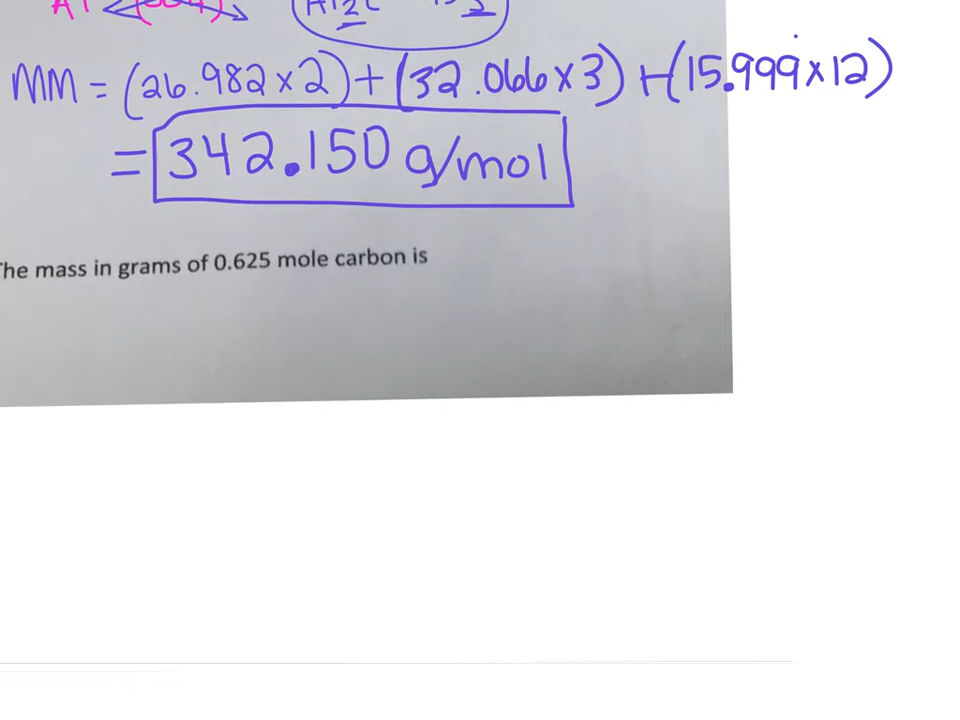 MM = (26.982 x 2) + (32.066 x 3) + (15.999 x 12)
= 342.150 g/mol
The mass in grams of 0.625 mole carbon is